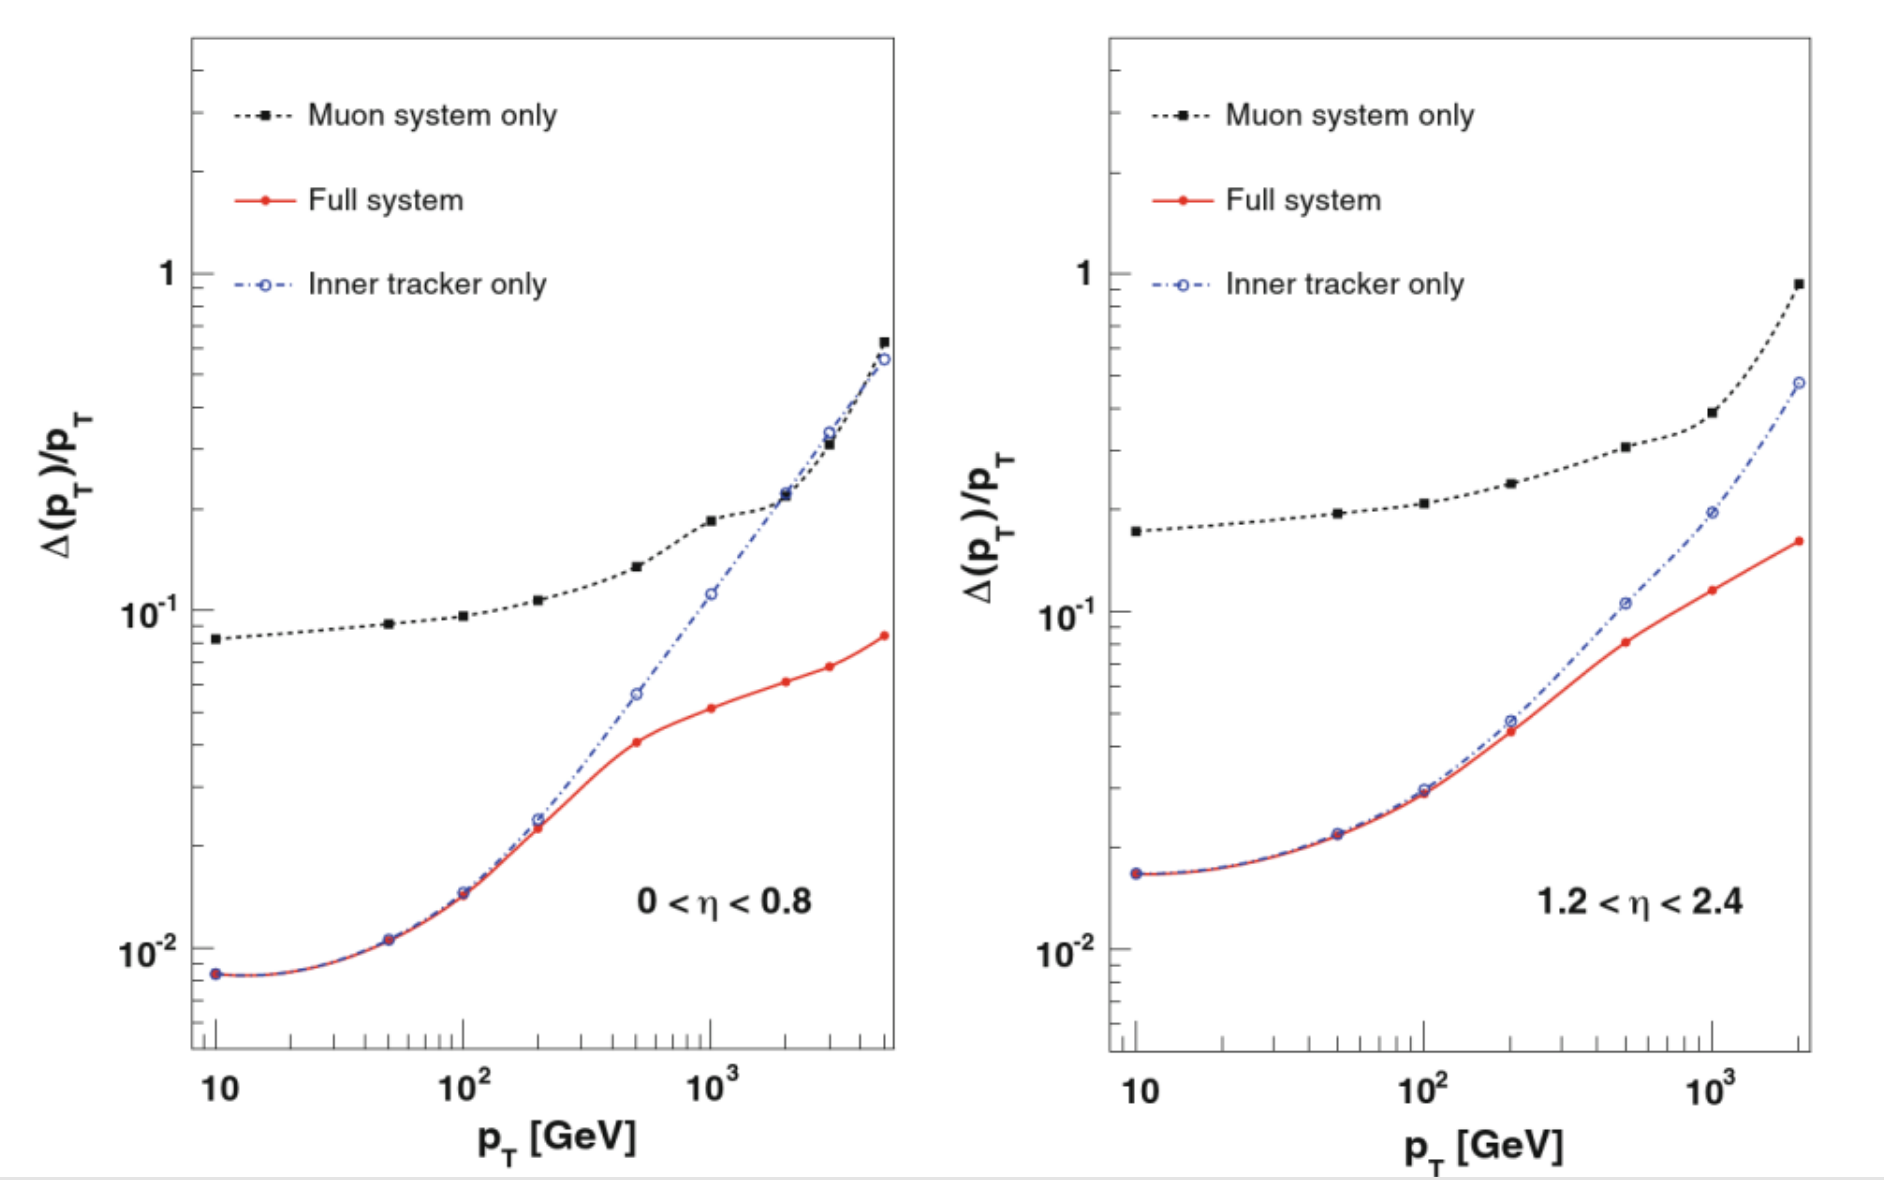 Muon system only
Full system
Inner tracker only
Δ(p_T)/p_T
1
10^-1
10^-2
0 < η < 0.8
10
10^2
10^3
p_T [GeV]
Muon system only
Full system
Inner tracker only
Δ(p_T)/p_T
1
10^-1
10^-2
1.2 < η < 2.4
10
10^2
10^3
p_T [GeV]